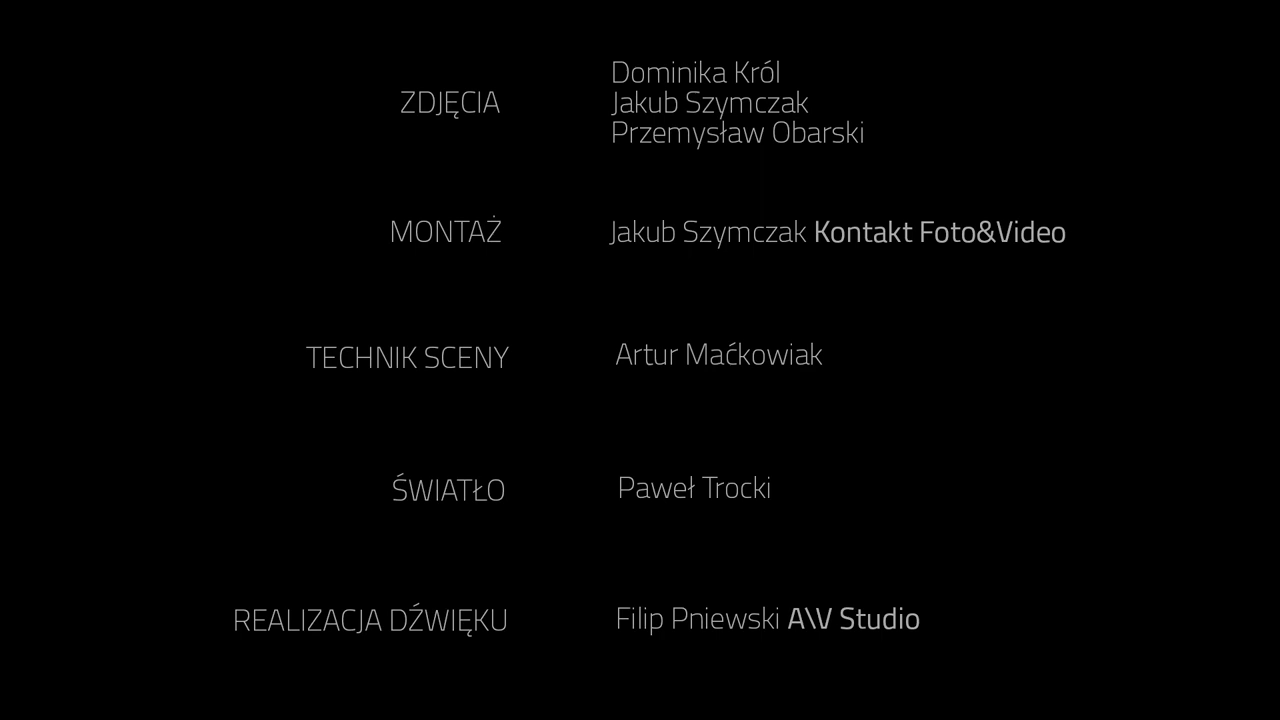 ZDJĘCIA
Dominika Król
Jakub Szymczak
Przemysław Obarski
MONTAŻ
Jakub Szymczak Kontakt Foto&Video
TECHNIK SCENY
Artur Maćkowiak
ŚWIATŁO
Paweł Trocki
REALIZACJA DŹWIĘKU
Filip Pniewski A\V Studio